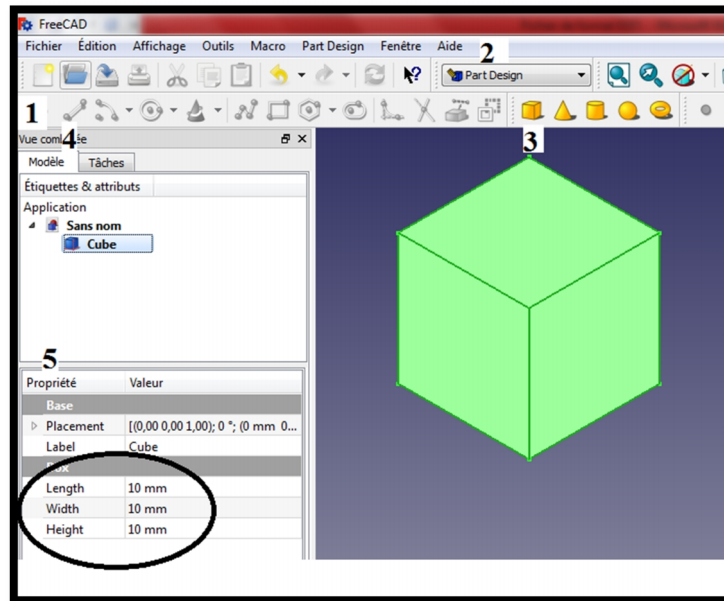 FreeCAD
Fichier Édition Affichage Outils Macro Part Design Fenêtre Aide
2
Part Design
1
3
4
Vue com e
Modèle Tâches
Étiquettes & attributs
Application
Sans nom
Cube
5
Propriété Valeur
Base
Placement [(0,00 0,00 1,00); 0 °; (0 mm 0...
Label Cube
Box
Length 10 mm
Width 10 mm
Height 10 mm